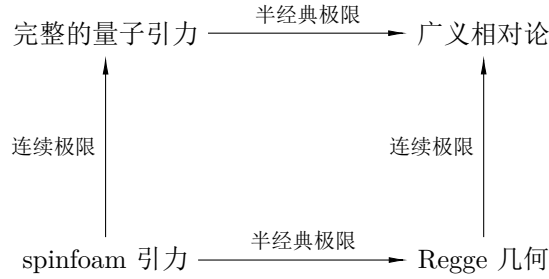 完整的量子引力
半经典极限
广义相对论
连续极限
连续极限
spinfoam 引力
半经典极限
Regge 几何